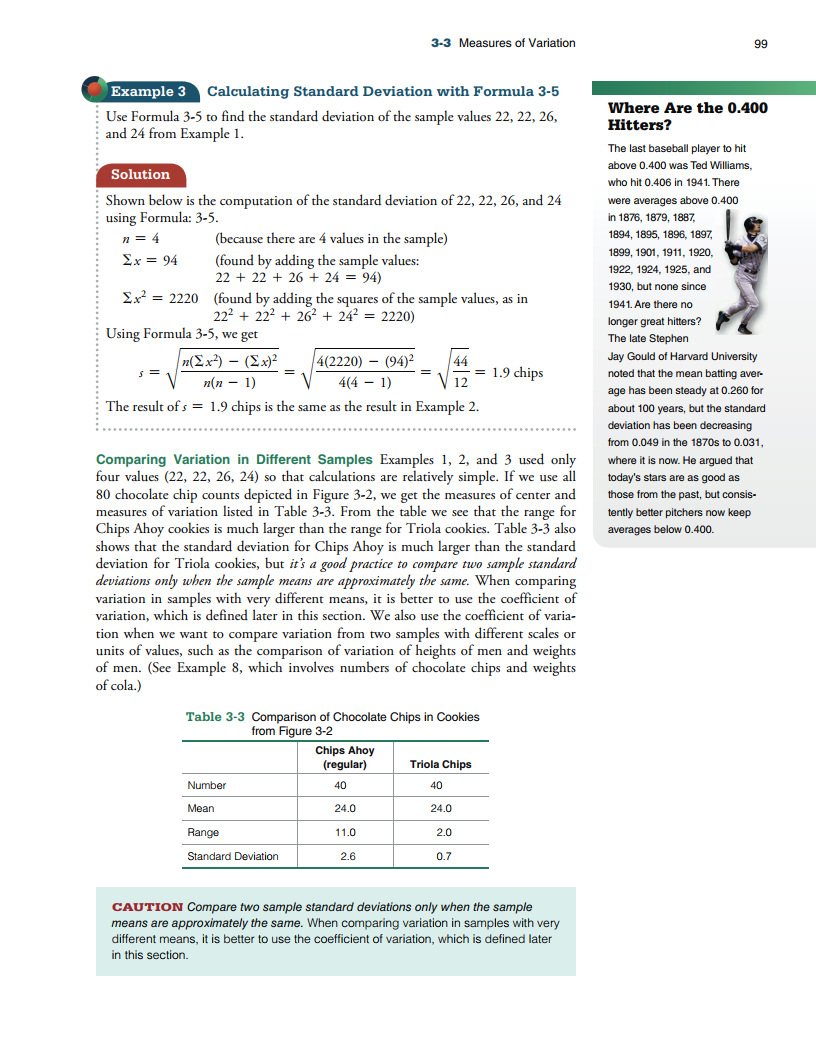 3-3 Measures of Variation 99
Example 3 Calculating Standard Deviation with Formula 3-5
Use Formula 3-5 to find the standard deviation of the sample values 22, 22, 26,
and 24 from Example 1.
Solution
Shown below is the computation of the standard deviation of 22, 22, 26, and 24
using Formula: 3-5.
n = 4 (because there are 4 values in the sample)
Σx = 94 (found by adding the sample values:
22 + 22 + 26 + 24 = 94)
Σx² = 2220 (found by adding the squares of the sample values, as in
22² + 22² + 26² + 24² = 2220)
Using Formula 3-5, we get
s = √(n(Σx²) − (Σx)² / n(n − 1)) = √(4(2220) − (94)² / 4(4 − 1)) = √(44 / 12) = 1.9 chips
The result of s = 1.9 chips is the same as the result in Example 2.
Comparing Variation in Different Samples Examples 1, 2, and 3 used only
four values (22, 22, 26, 24) so that calculations are relatively simple. If we use all
80 chocolate chip counts depicted in Figure 3-2, we get the measures of center and
measures of variation listed in Table 3-3. From the table we see that the range for
Chips Ahoy cookies is much larger than the range for Triola cookies. Table 3-3 also
shows that the standard deviation for Chips Ahoy is much larger than the standard
deviation for Triola cookies, but it's a good practice to compare two sample standard
deviations only when the sample means are approximately the same. When comparing
variation in samples with very different means, it is better to use the coefficient of
variation, which is defined later in this section. We also use the coefficient of varia-
tion when we want to compare variation from two samples with different scales or
units of values, such as the comparison of variation of heights of men and weights
of men. (See Example 8, which involves numbers of chocolate chips and weights
of cola.)
Table 3-3 Comparison of Chocolate Chips in Cookies
from Figure 3-2
Chips Ahoy
(regular) Triola Chips
Number 40 40
Mean 24.0 24.0
Range 11.0 2.0
Standard Deviation 2.6 0.7
CAUTION Compare two sample standard deviations only when the sample
means are approximately the same. When comparing variation in samples with very
different means, it is better to use the coefficient of variation, which is defined later
in this section.
Where Are the 0.400
Hitters?
The last baseball player to hit
above 0.400 was Ted Williams,
who hit 0.406 in 1941. There
were averages above 0.400
in 1876, 1879, 1887,
1894, 1895, 1896, 1897,
1899, 1901, 1911, 1920,
1922, 1924, 1925, and
1930, but none since
1941. Are there no
longer great hitters?
The late Stephen
Jay Gould of Harvard University
noted that the mean batting aver-
age has been steady at 0.260 for
about 100 years, but the standard
deviation has been decreasing
from 0.049 in the 1870s to 0.031,
where it is now. He argued that
today's stars are as good as
those from the past, but consis-
tently better pitchers now keep
averages below 0.400.